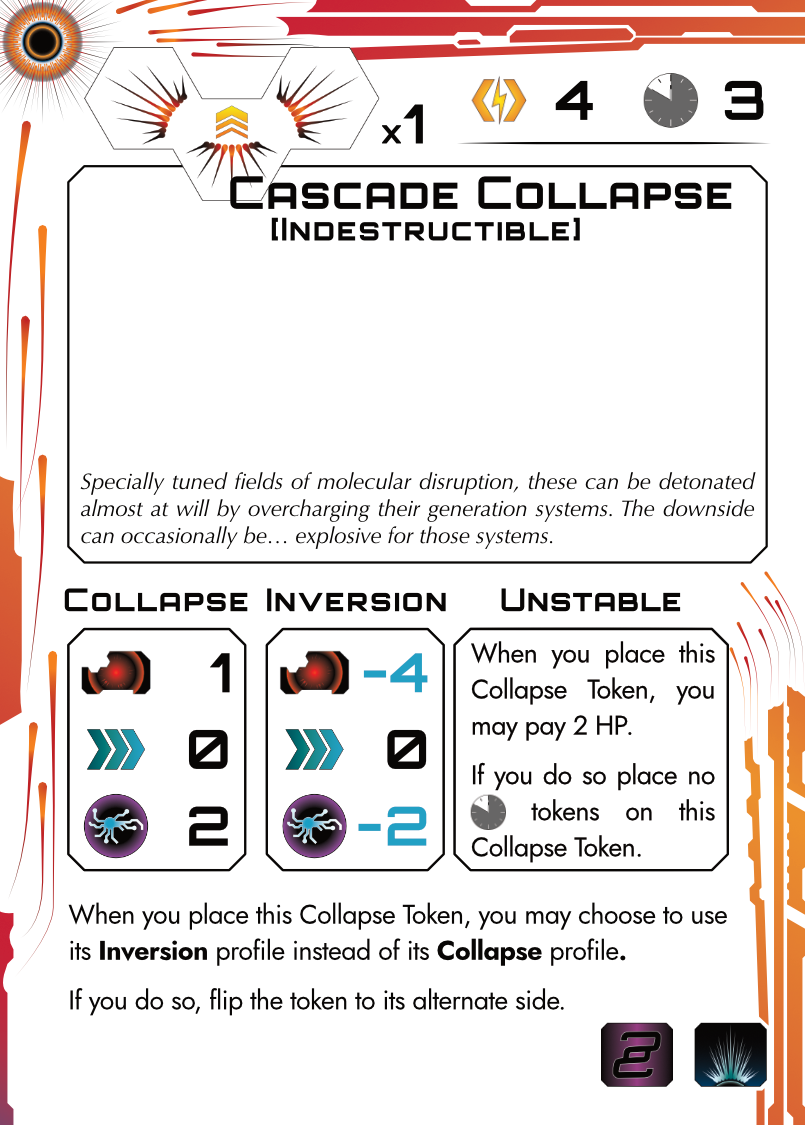 x1 4 3
Cascade Collapse
[Indestructible]
Specially tuned fields of molecular disruption, these can be detonated
almost at will by overcharging their generation systems. The downside
can occasionally be… explosive for those systems.
Collapse Inversion Unstable
1 -4
0 0
2 -2
When you place this
Collapse Token, you
may pay 2 HP.
If you do so place no
tokens on this
Collapse Token.
When you place this Collapse Token, you may choose to use
its Inversion profile instead of its Collapse profile.
If you do so, flip the token to its alternate side.
2